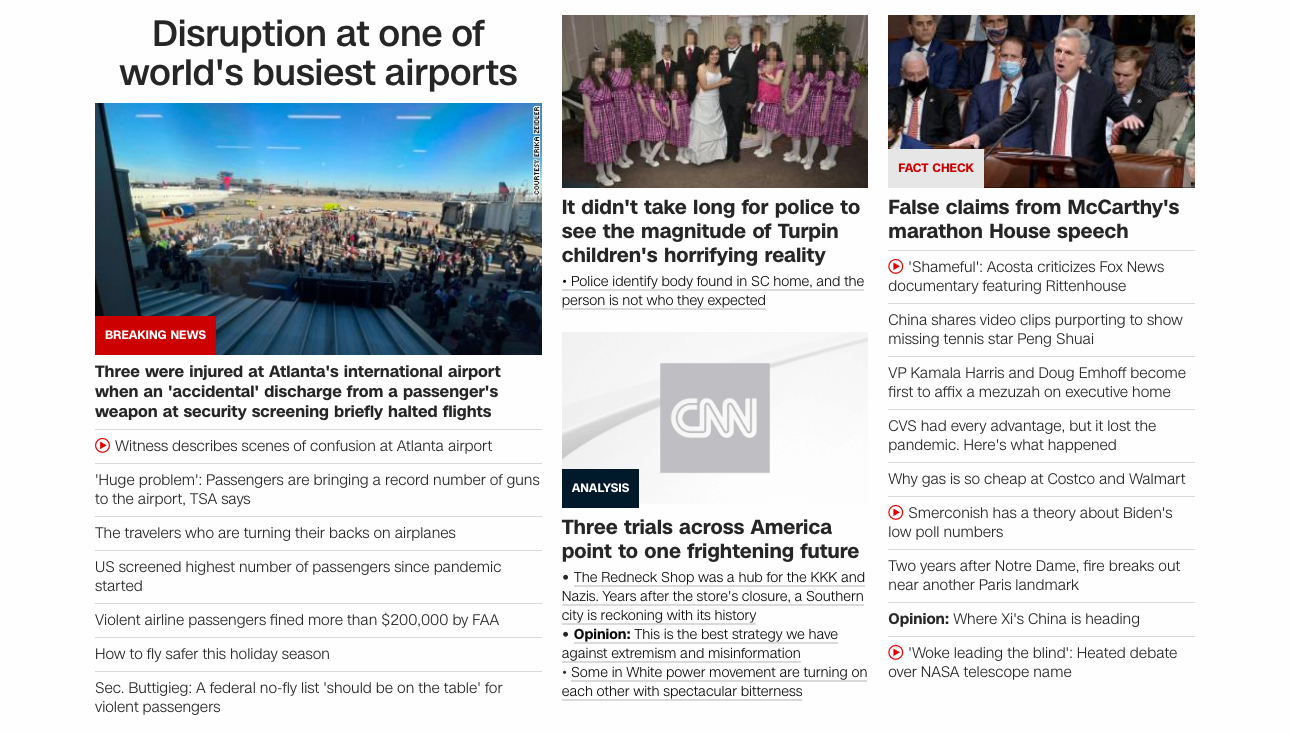 Disruption at one of
world's busiest airports
COURTESY ERIKA ZEIDLER
BREAKING NEWS
Three were injured at Atlanta's international airport
when an 'accidental' discharge from a passenger's
weapon at security screening briefly halted flights
Witness describes scenes of confusion at Atlanta airport
'Huge problem': Passengers are bringing a record number of guns
to the airport, TSA says
The travelers who are turning their backs on airplanes
US screened highest number of passengers since pandemic
started
Violent airline passengers fined more than $200,000 by FAA
How to fly safer this holiday season
Sec. Buttigieg: A federal no-fly list 'should be on the table' for
violent passengers
It didn't take long for police to
see the magnitude of Turpin
children's horrifying reality
• Police identify body found in SC home, and the
person is not who they expected
CNN
ANALYSIS
Three trials across America
point to one frightening future
• The Redneck Shop was a hub for the KKK and
Nazis. Years after the store's closure, a Southern
city is reckoning with its history
• Opinion: This is the best strategy we have
against extremism and misinformation
• Some in White power movement are turning on
each other with spectacular bitterness
FACT CHECK
False claims from McCarthy's
marathon House speech
'Shameful': Acosta criticizes Fox News
documentary featuring Rittenhouse
China shares video clips purporting to show
missing tennis star Peng Shuai
VP Kamala Harris and Doug Emhoff become
first to affix a mezuzah on executive home
CVS had every advantage, but it lost the
pandemic. Here's what happened
Why gas is so cheap at Costco and Walmart
Smerconish has a theory about Biden's
low poll numbers
Two years after Notre Dame, fire breaks out
near another Paris landmark
Opinion: Where Xi's China is heading
'Woke leading the blind': Heated debate
over NASA telescope name